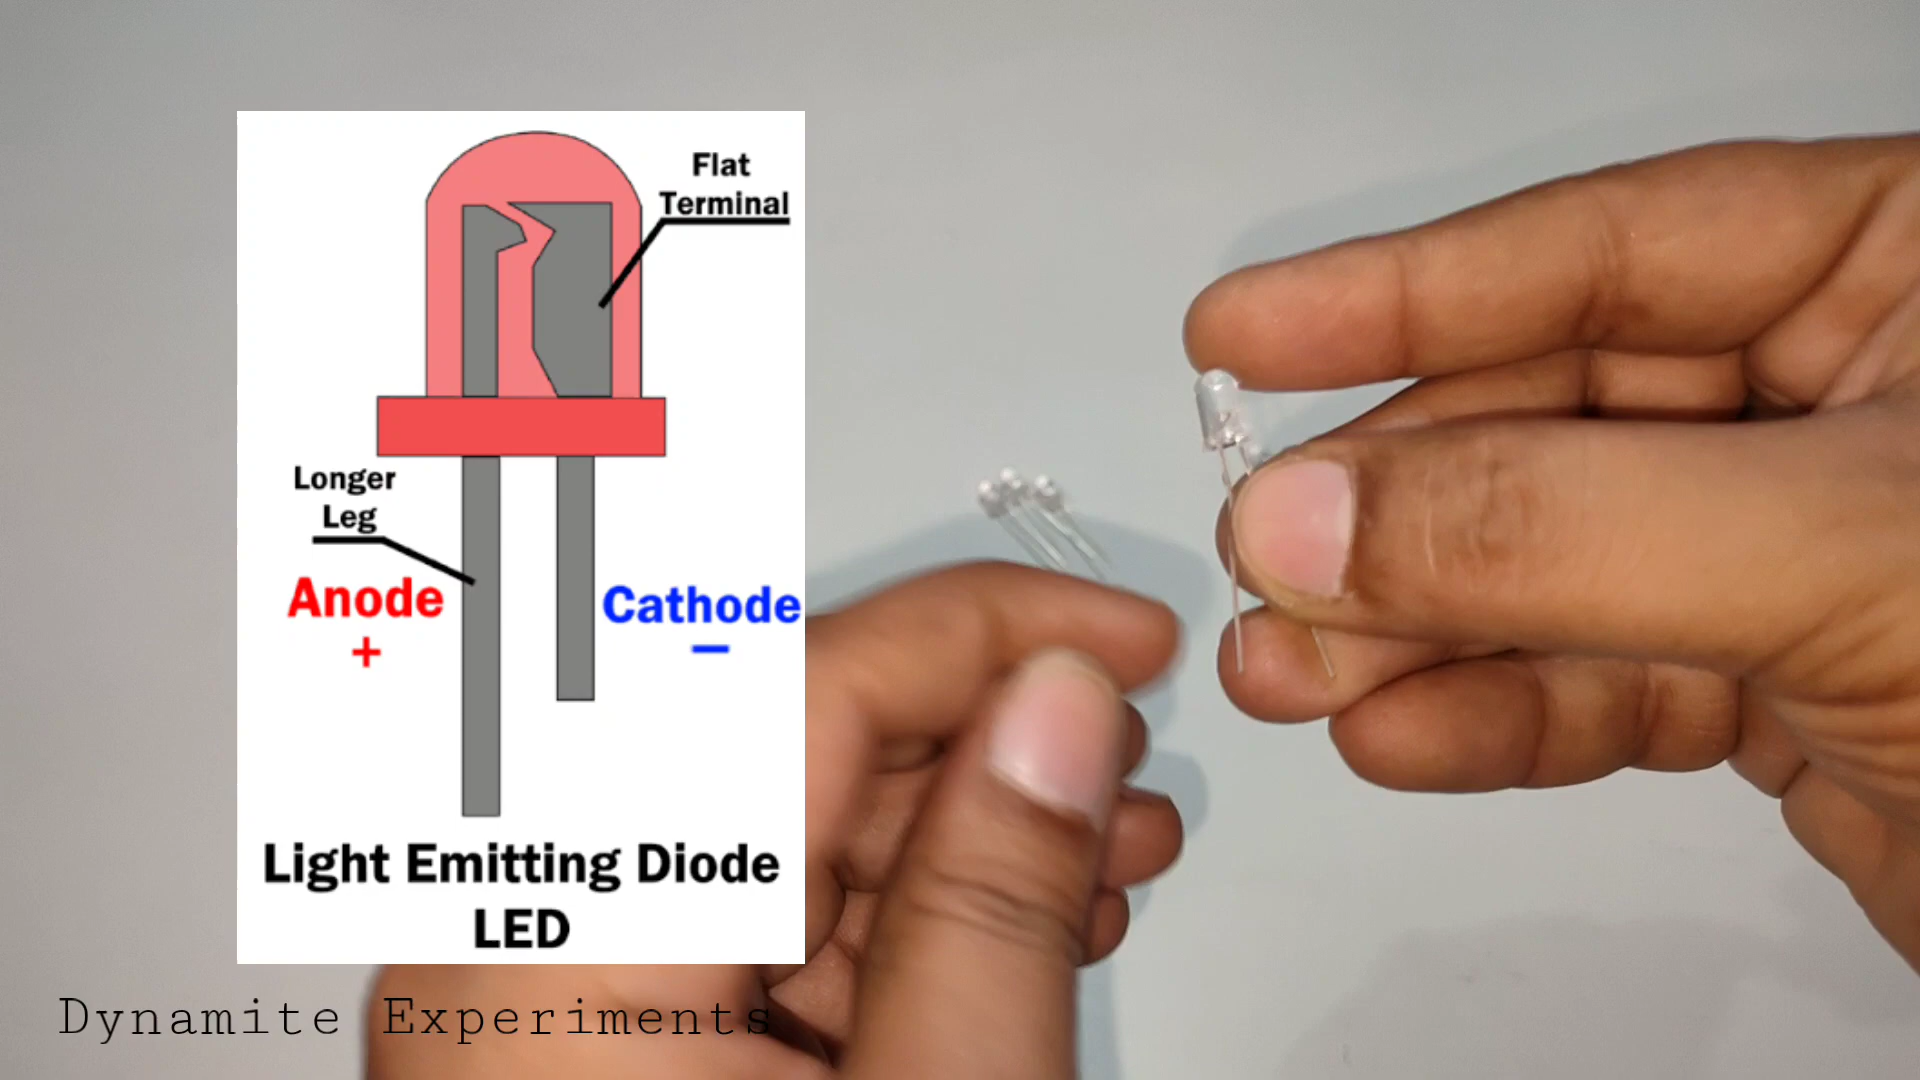 Flat
Terminal
Longer
Leg
Anode
+
Cathode
−
Light Emitting Diode
LED
Dynamite Experiments